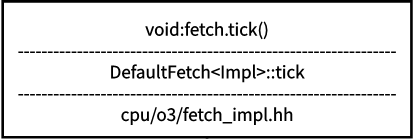 void:fetch.tick()
DefaultFetch<Impl>::tick
cpu/o3/fetch_impl.hh